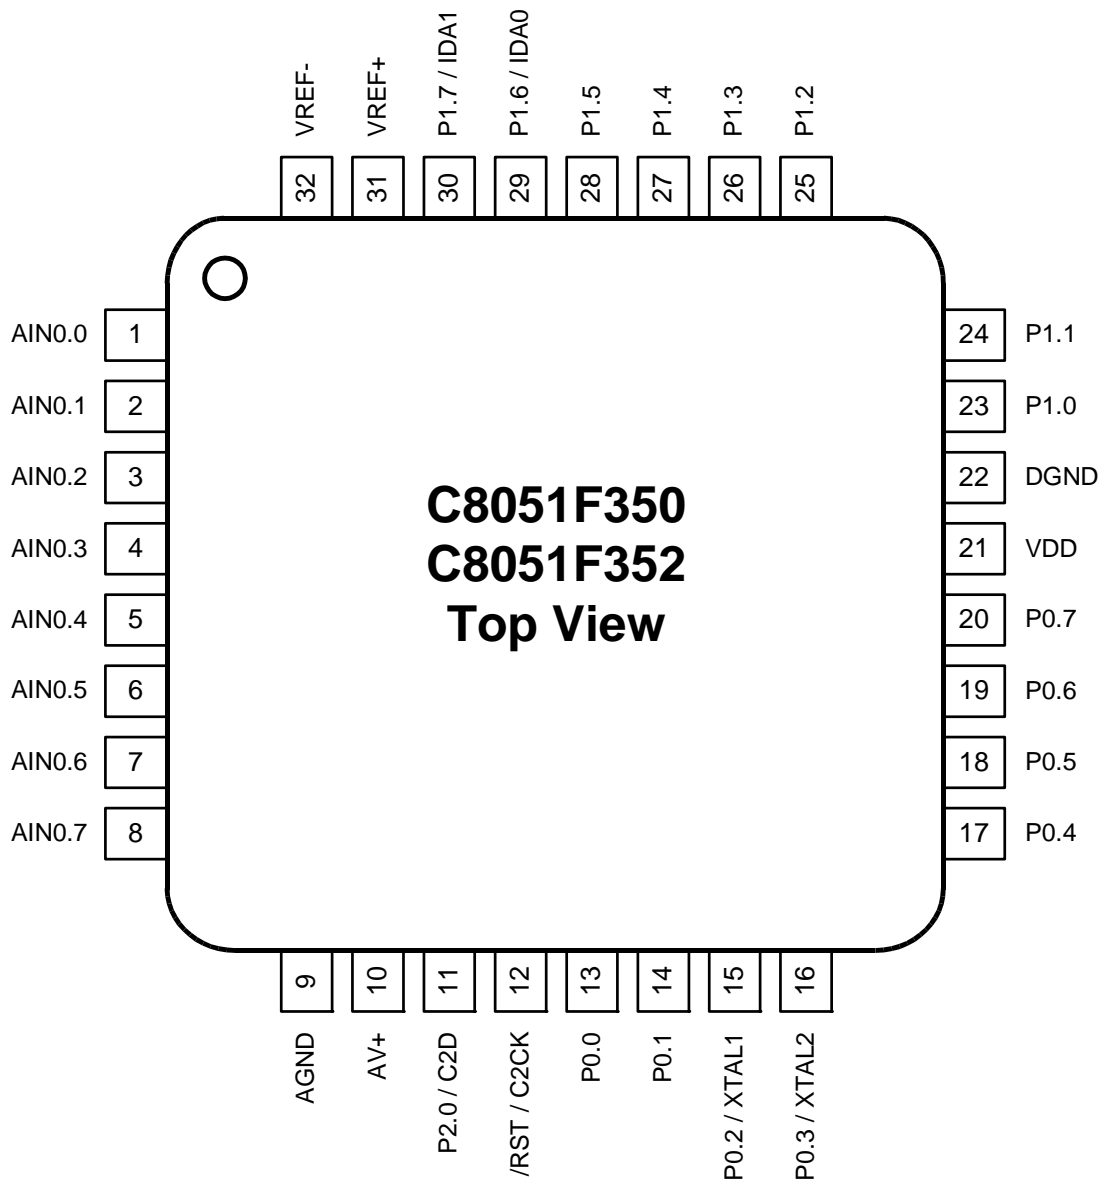 VREF-
VREF+
P1.7 / IDA1
P1.6 / IDA0
P1.5
P1.4
P1.3
P1.2
32
31
30
29
28
27
26
25
AIN0.0 1
24 P1.1
AIN0.1 2
23 P1.0
AIN0.2 3
22 DGND
AIN0.3 4
21 VDD
AIN0.4 5
20 P0.7
AIN0.5 6
19 P0.6
AIN0.6 7
18 P0.5
AIN0.7 8
17 P0.4
C8051F350
C8051F352
Top View
9
10
11
12
13
14
15
16
AGND
AV+
P2.0 / C2D
/RST / C2CK
P0.0
P0.1
P0.2 / XTAL1
P0.3 / XTAL2